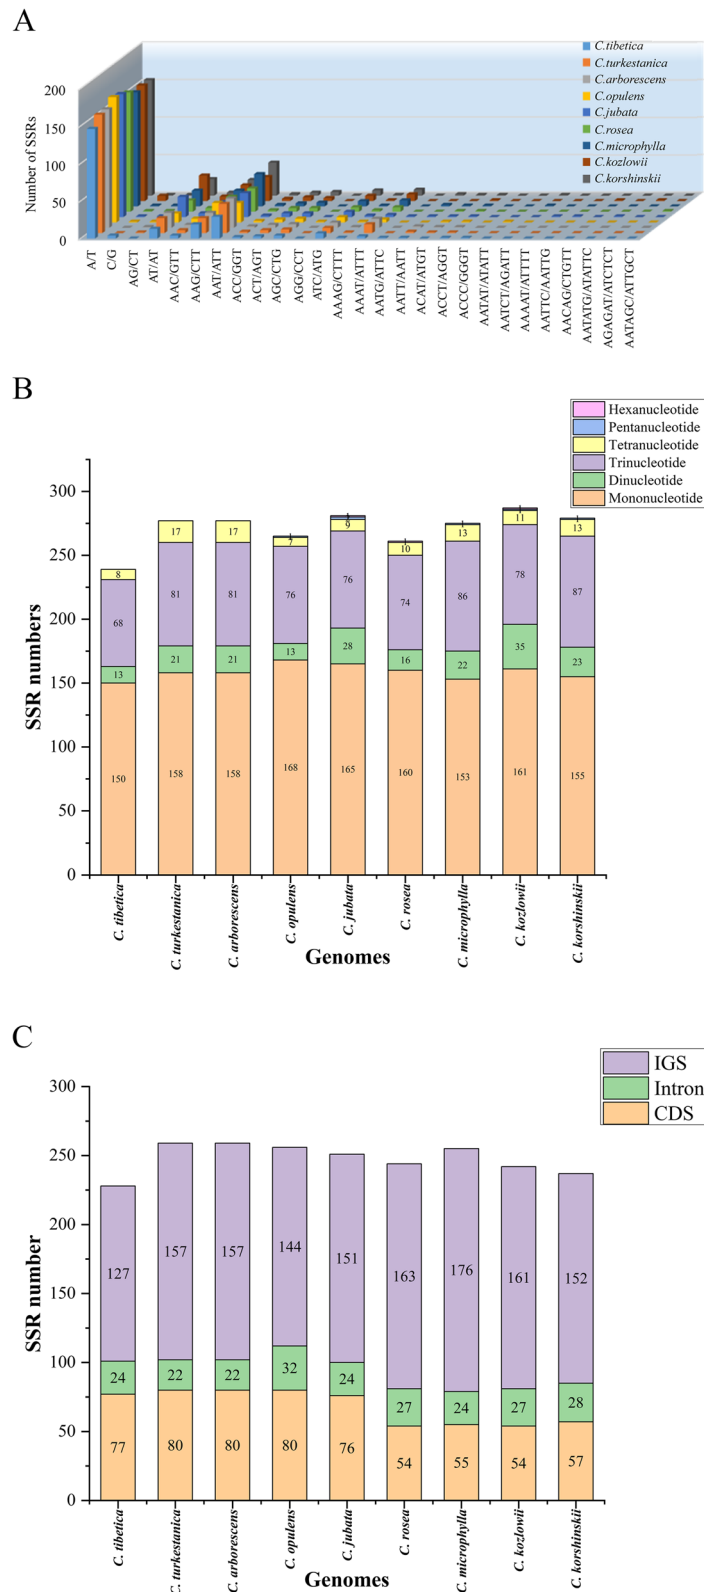 A
C.tibetica
C.turkestanica
C.arborescens
C.opulens
C.jubata
C.rosea
C.microphylla
C.kozlowii
C.korshinskii
Number of SSRs
200
150
100
50
0
A/T
C/G
AG/CT
AT/AT
AAC/GTT
AAG/CTT
AAT/ATT
ACC/GGT
ACT/AGT
AGC/CTG
AGG/CCT
ATC/ATG
AAAG/CTTT
AAAT/ATTT
AATG/ATTC
AATT/AATT
ACAT/ATGT
ACCT/AGGT
ACCC/GGGT
AATAT/ATATT
AATCT/AGATT
AAAAT/ATTTT
AATTC/AATTG
AACAG/CTGTT
AATATG/ATATTC
AGAGAT/ATCTCT
AATAGC/ATTGCT
B
Hexanucleotide
Pentanucleotide
Tetranucleotide
Trinucleotide
Dinucleotide
Mononucleotide
SSR numbers
300
250
200
150
100
50
0
8 17 17 7 9 10 13 11 13
1 1 1 1 1
68 81 81 76 76 74 86 78 87
13 21 21 13 28 16 22 35 23
150 158 158 168 165 160 153 161 155
C. tibetica
C. turkestanica
C. arborescens
C. opulens
C. jubata
C. rosea
C. microphylla
C. kozlowii
C. korshinskii
Genomes
C
IGS
Intron
CDS
SSR number
300
250
200
150
100
50
0
127 157 157 144 151 163 176 161 152
24 22 22 32 24 27 24 27 28
77 80 80 80 76 54 55 54 57
C. tibetica
C. turkestanica
C. arborescens
C. opulens
C. jubata
C. rosea
C. microphylla
C. kozlowii
C. korshinskii
Genomes